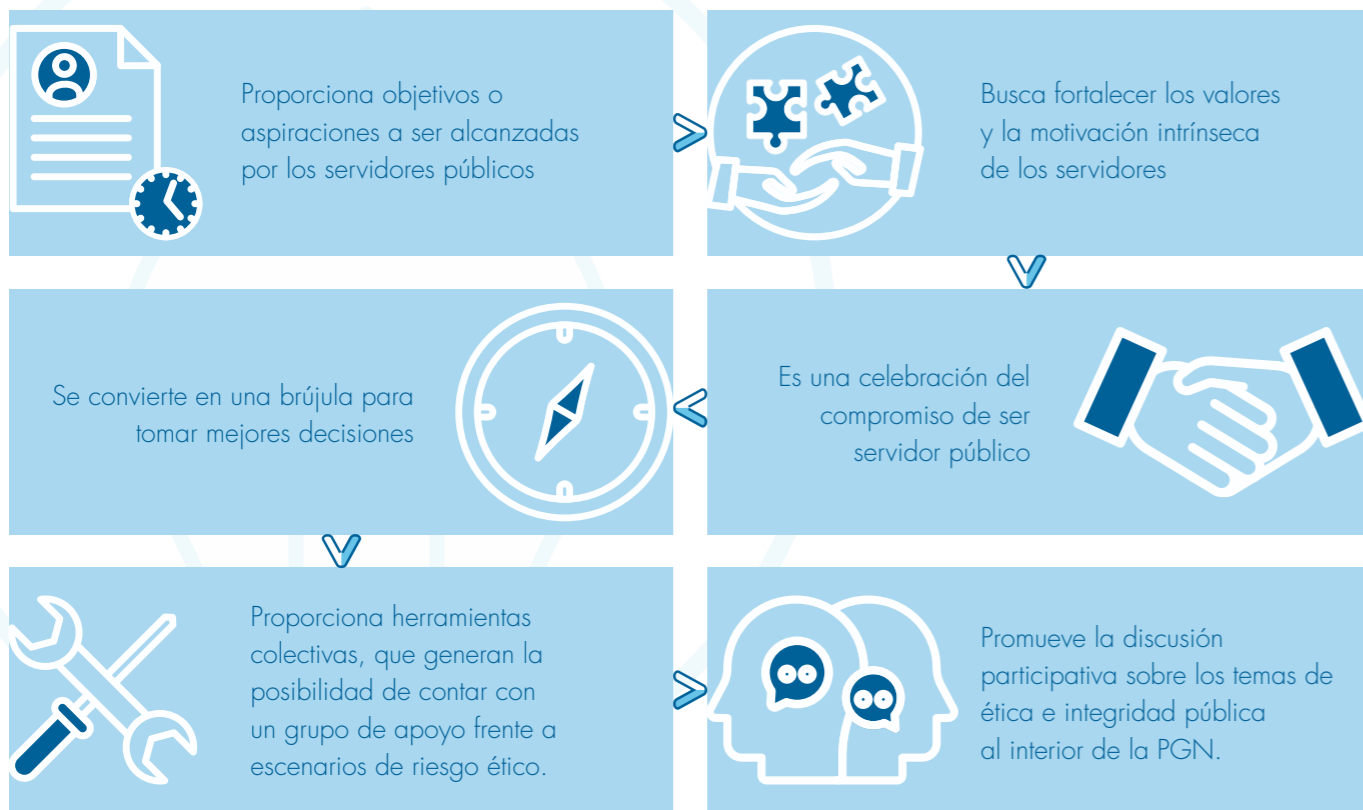 Proporciona objetivos o
aspiraciones a ser alcanzadas
por los servidores públicos
Busca fortalecer los valores
y la motivación intrínseca
de los servidores
Es una celebración del
compromiso de ser
servidor público
Se convierte en una brújula para
tomar mejores decisiones
Proporciona herramientas
colectivas, que generan la
posibilidad de contar con
un grupo de apoyo frente a
escenarios de riesgo ético.
Promueve la discusión
participativa sobre los temas de
ética e integridad pública
al interior de la PGN.